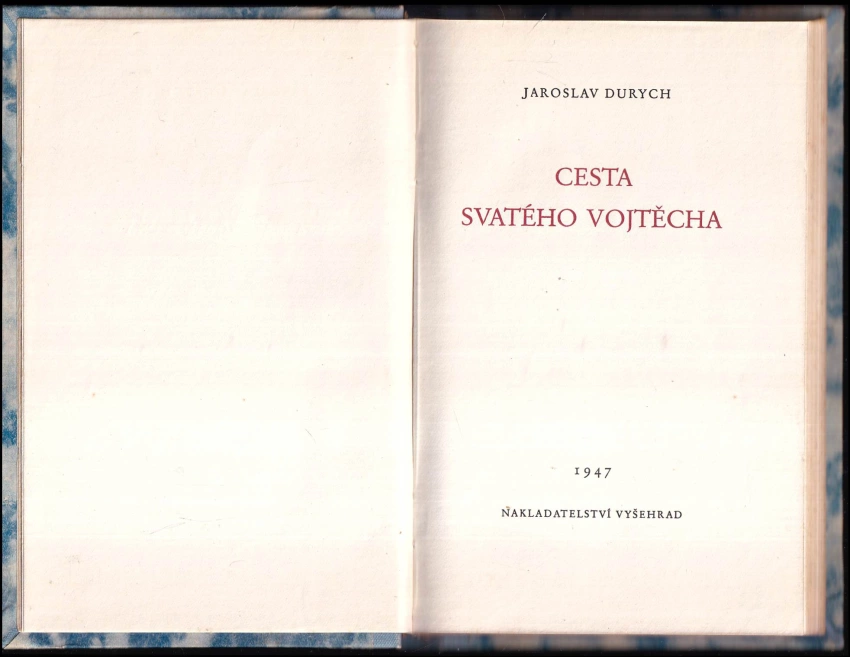 JAROSLAV DURYCH
CESTA
SVATÉHO VOJTĚCHA
1947
NAKLADATELSTVÍ VYŠEHRAD